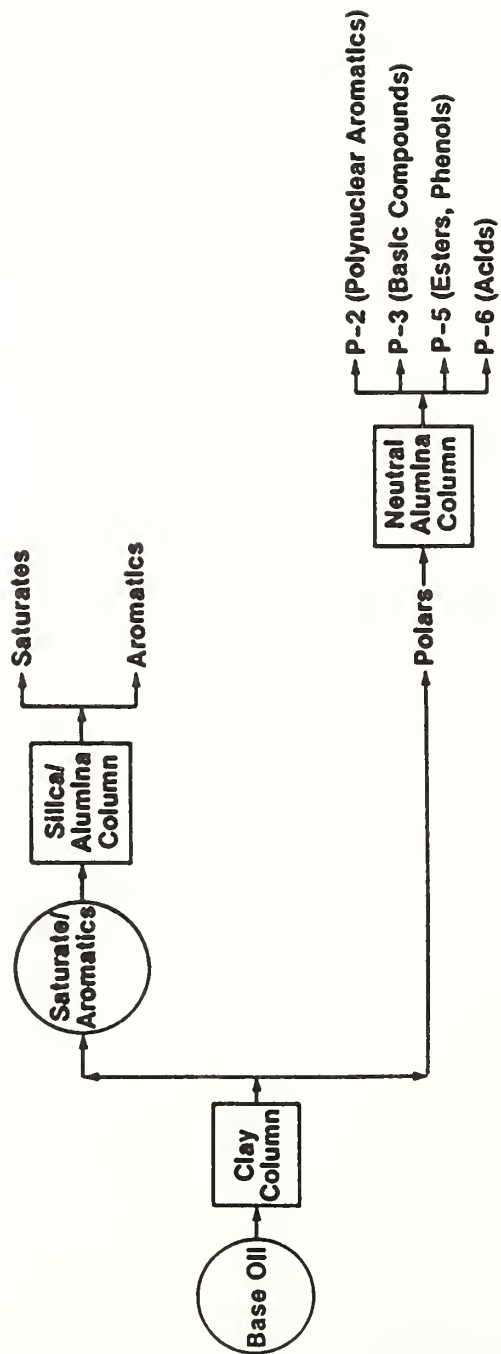 Base Oil
Clay
Column
Saturate/
Aromatics
Silica/
Alumina
Column
Saturates
Aromatics
Polars
Neutral
Alumina
Column
P-2 (Polynuclear Aromatics)
P-3 (Basic Compounds)
P-5 (Esters, Phenols)
P-6 (Acids)